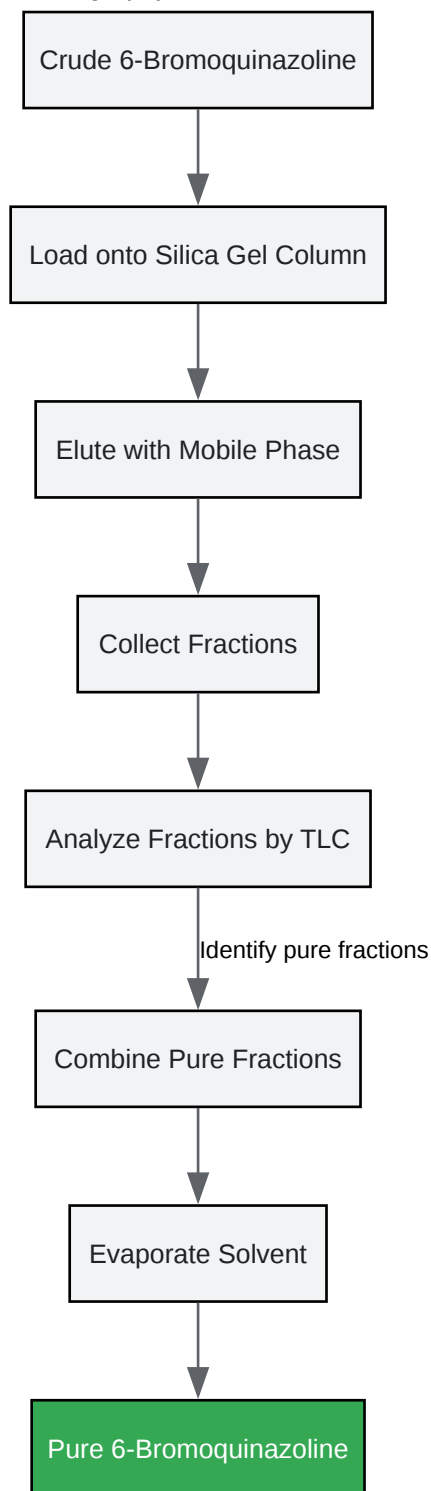 Crude 6-Bromoquinazoline
Load onto Silica Gel Column
Elute with Mobile Phase
Collect Fractions
Analyze Fractions by TLC
Identify pure fractions
Combine Pure Fractions
Evaporate Solvent
Pure 6-Bromoquinazoline